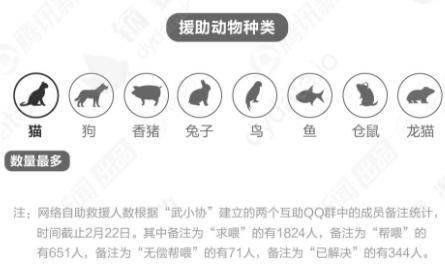 援助动物种类
猫 狗 香猪 兔子 鸟 鱼 仓鼠 龙猫
数量最多
注：网络自助救援人数根据“武小协”建立的两个互助QQ群中的成员备注统计，
时间截止2月22日。其中备注为“求喂”的有1824人，备注为“帮喂”的
有651人，备注为“无偿帮喂”的有71人，备注为“已解决”的有344人。